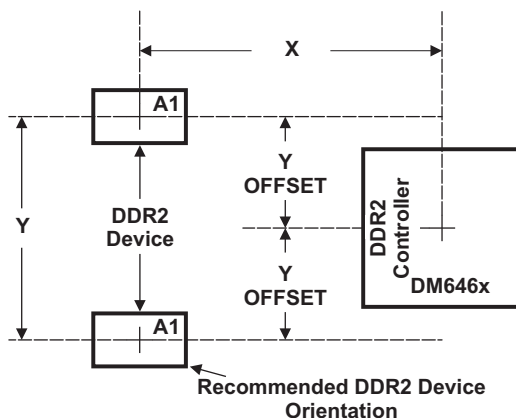 X
A1
Y
OFFSET
Y
DDR2
Device
DDR2
Controller
DM646x
Y
OFFSET
A1
Recommended DDR2 Device
Orientation